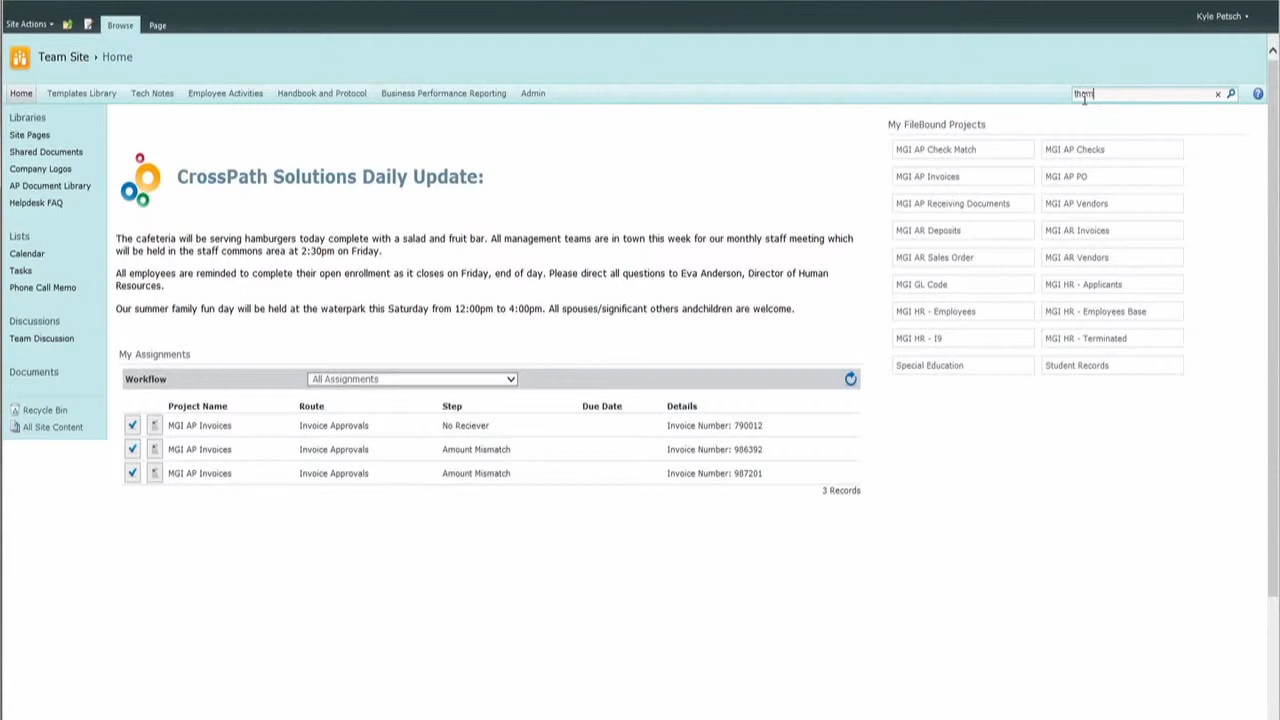 Site Actions
Browse
Page
Kyle Petsch
Team Site › Home
Home
Templates Library
Tech Notes
Employee Activities
Handbook and Protocol
Business Performance Reporting
Admin
thom
Libraries
Site Pages
Shared Documents
Company Logos
AP Document Library
Helpdesk FAQ
Lists
Calendar
Tasks
Phone Call Memo
Discussions
Team Discussion
Documents
Recycle Bin
All Site Content
CrossPath Solutions Daily Update:
The cafeteria will be serving hamburgers today complete with a salad and fruit bar. All management teams are in town this week for our monthly staff meeting which
will be held in the staff commons area at 2:30pm on Friday.
All employees are reminded to complete their open enrollment as it closes on Friday, end of day. Please direct all questions to Eva Anderson, Director of Human
Resources.
Our summer family fun day will be held at the waterpark this Saturday from 12:00pm to 4:00pm. All spouses/significant others andchildren are welcome.
My Assignments
Workflow
All Assignments
Project Name Route Step Due Date Details
MGI AP Invoices Invoice Approvals No Reciever Invoice Number: 790012
MGI AP Invoices Invoice Approvals Amount Mismatch Invoice Number: 986392
MGI AP Invoices Invoice Approvals Amount Mismatch Invoice Number: 987201
3 Records
My FileBound Projects
MGI AP Check Match
MGI AP Checks
MGI AP Invoices
MGI AP PO
MGI AP Receiving Documents
MGI AP Vendors
MGI AR Deposits
MGI AR Invoices
MGI AR Sales Order
MGI AR Vendors
MGI GL Code
MGI HR - Applicants
MGI HR - Employees
MGI HR - Employees Base
MGI HR - I9
MGI HR - Terminated
Special Education
Student Records